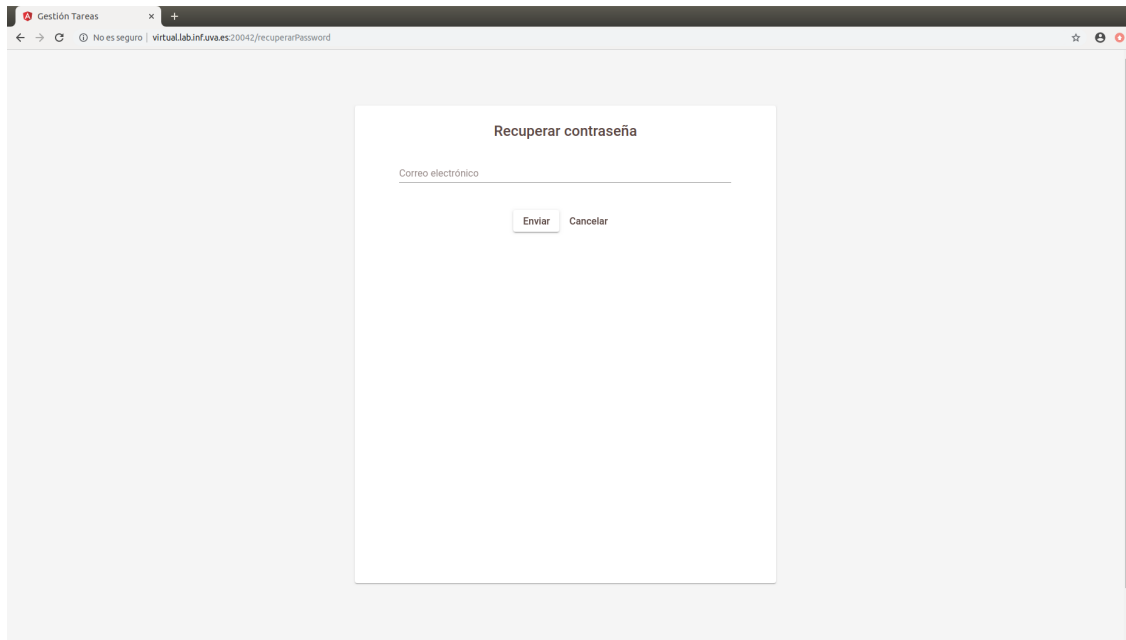 Gestión Tareas
No es seguro | virtual.lab.inf.uva.es:20042/recuperarPassword
Recuperar contraseña
Correo electrónico
Enviar Cancelar